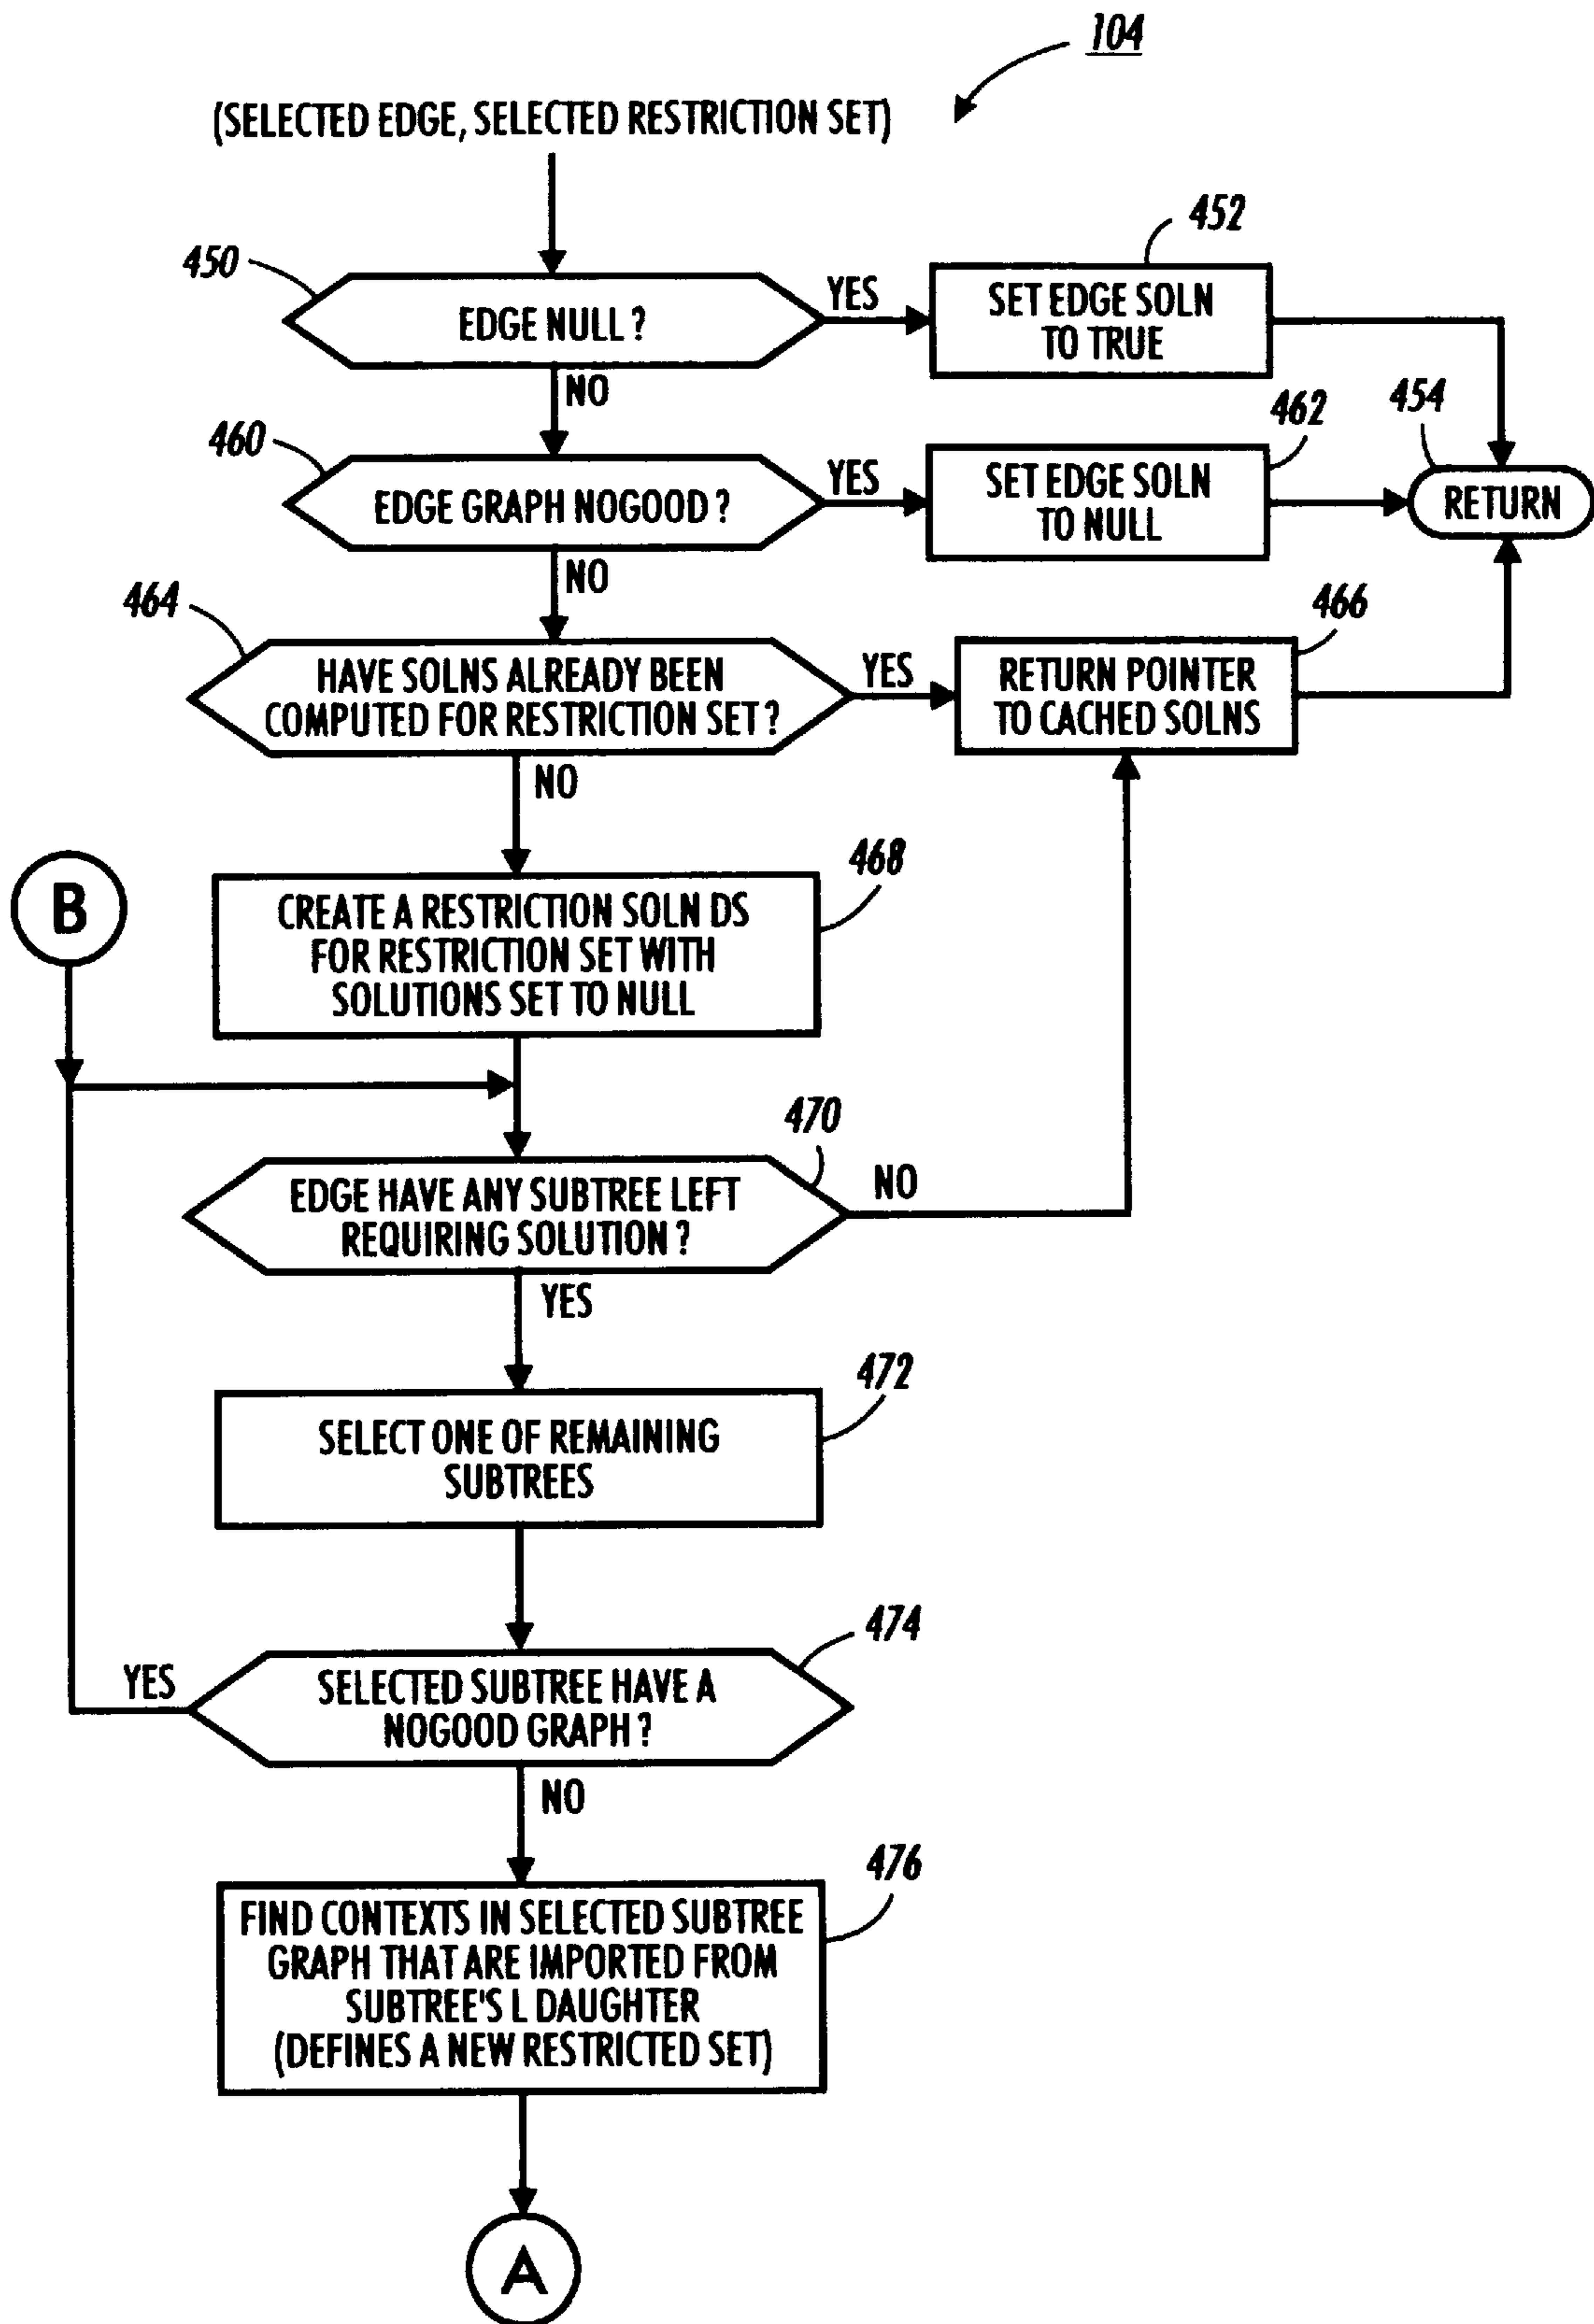 104
(SELECTED EDGE, SELECTED RESTRICTION SET)
452
450
EDGE NULL ?
YES
SET EDGE SOLN
TO TRUE
NO
460
462
454
EDGE GRAPH NOGOOD ?
YES
SET EDGE SOLN
TO NULL
RETURN
NO
464
466
HAVE SOLNS ALREADY BEEN
COMPUTED FOR RESTRICTION SET ?
YES
RETURN POINTER
TO CACHED SOLNS
NO
468
B
CREATE A RESTRICTION SOLN DS
FOR RESTRICTION SET WITH
SOLUTIONS SET TO NULL
470
EDGE HAVE ANY SUBTREE LEFT
REQUIRING SOLUTION ?
NO
YES
472
SELECT ONE OF REMAINING
SUBTREES
474
YES
SELECTED SUBTREE HAVE A
NOGOOD GRAPH ?
NO
476
FIND CONTEXTS IN SELECTED SUBTREE
GRAPH THAT ARE IMPORTED FROM
SUBTREE'S L DAUGHTER
(DEFINES A NEW RESTRICTED SET)
A